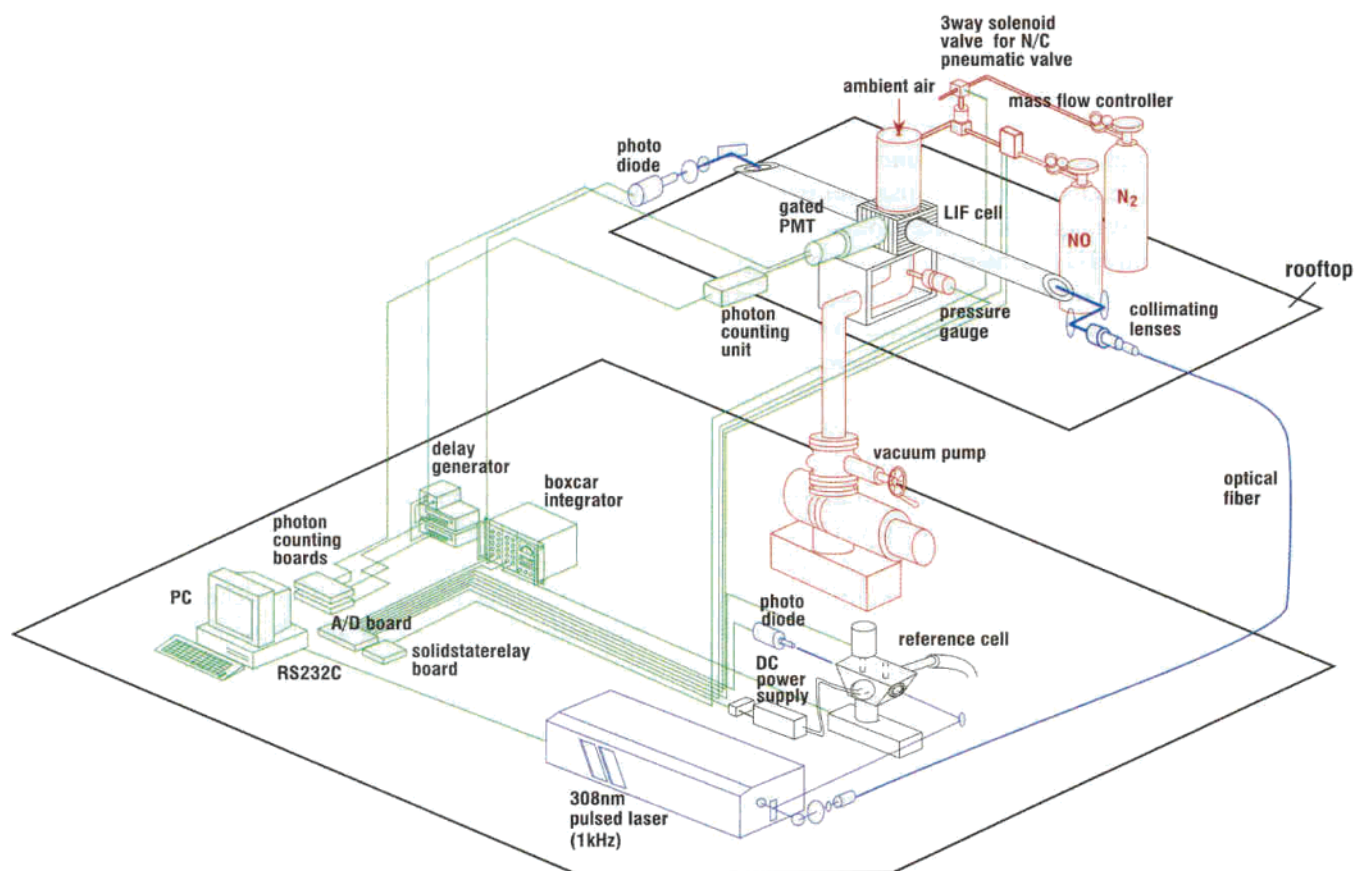 3way solenoid
valve for N/C
pneumatic valve
ambient air
mass flow controller
photo
diode
N2
gated
PMT
LIF cell
NO
rooftop
photon
counting
unit
pressure
gauge
collimating
lenses
delay
generator
boxcar
integrator
vacuum pump
optical
fiber
photon
counting
boards
PC
A/D board
photo
diode
reference cell
solidstaterelay
board
RS232C
DC
power
supply
308nm
pulsed laser
(1kHz)